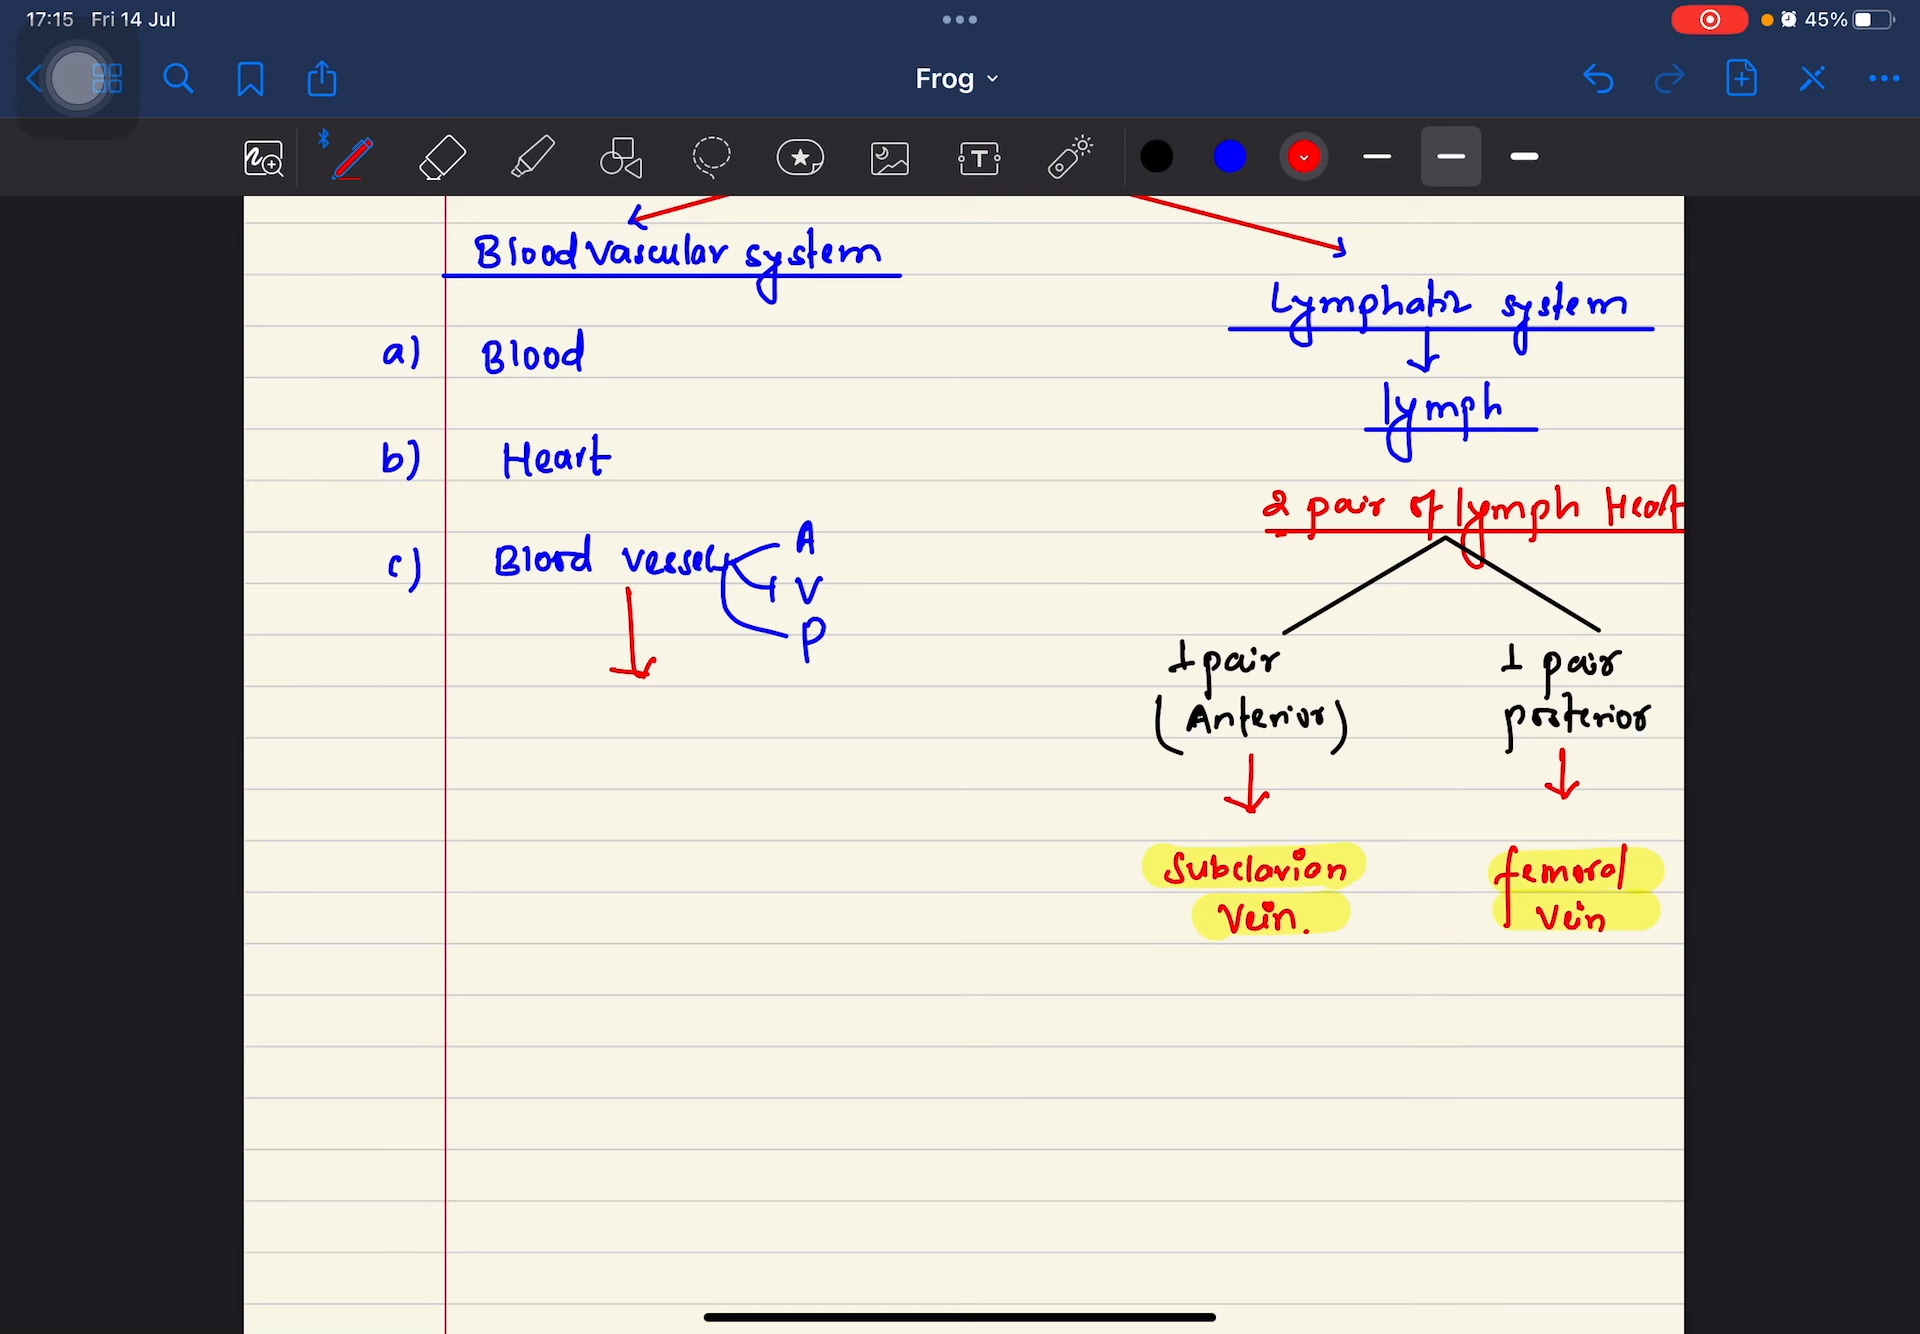 17:15 Fri 14 Jul
45%
Frog
T
Blood vascular system
Lymphatic system
a) Blood
lymph
b) Heart
2 pair of lymph Heart
c) Blood vessels
A
V
P
1 pair
(Anterior)
1 pair
posterior
Subclavian
Vein.
femoral
Vein